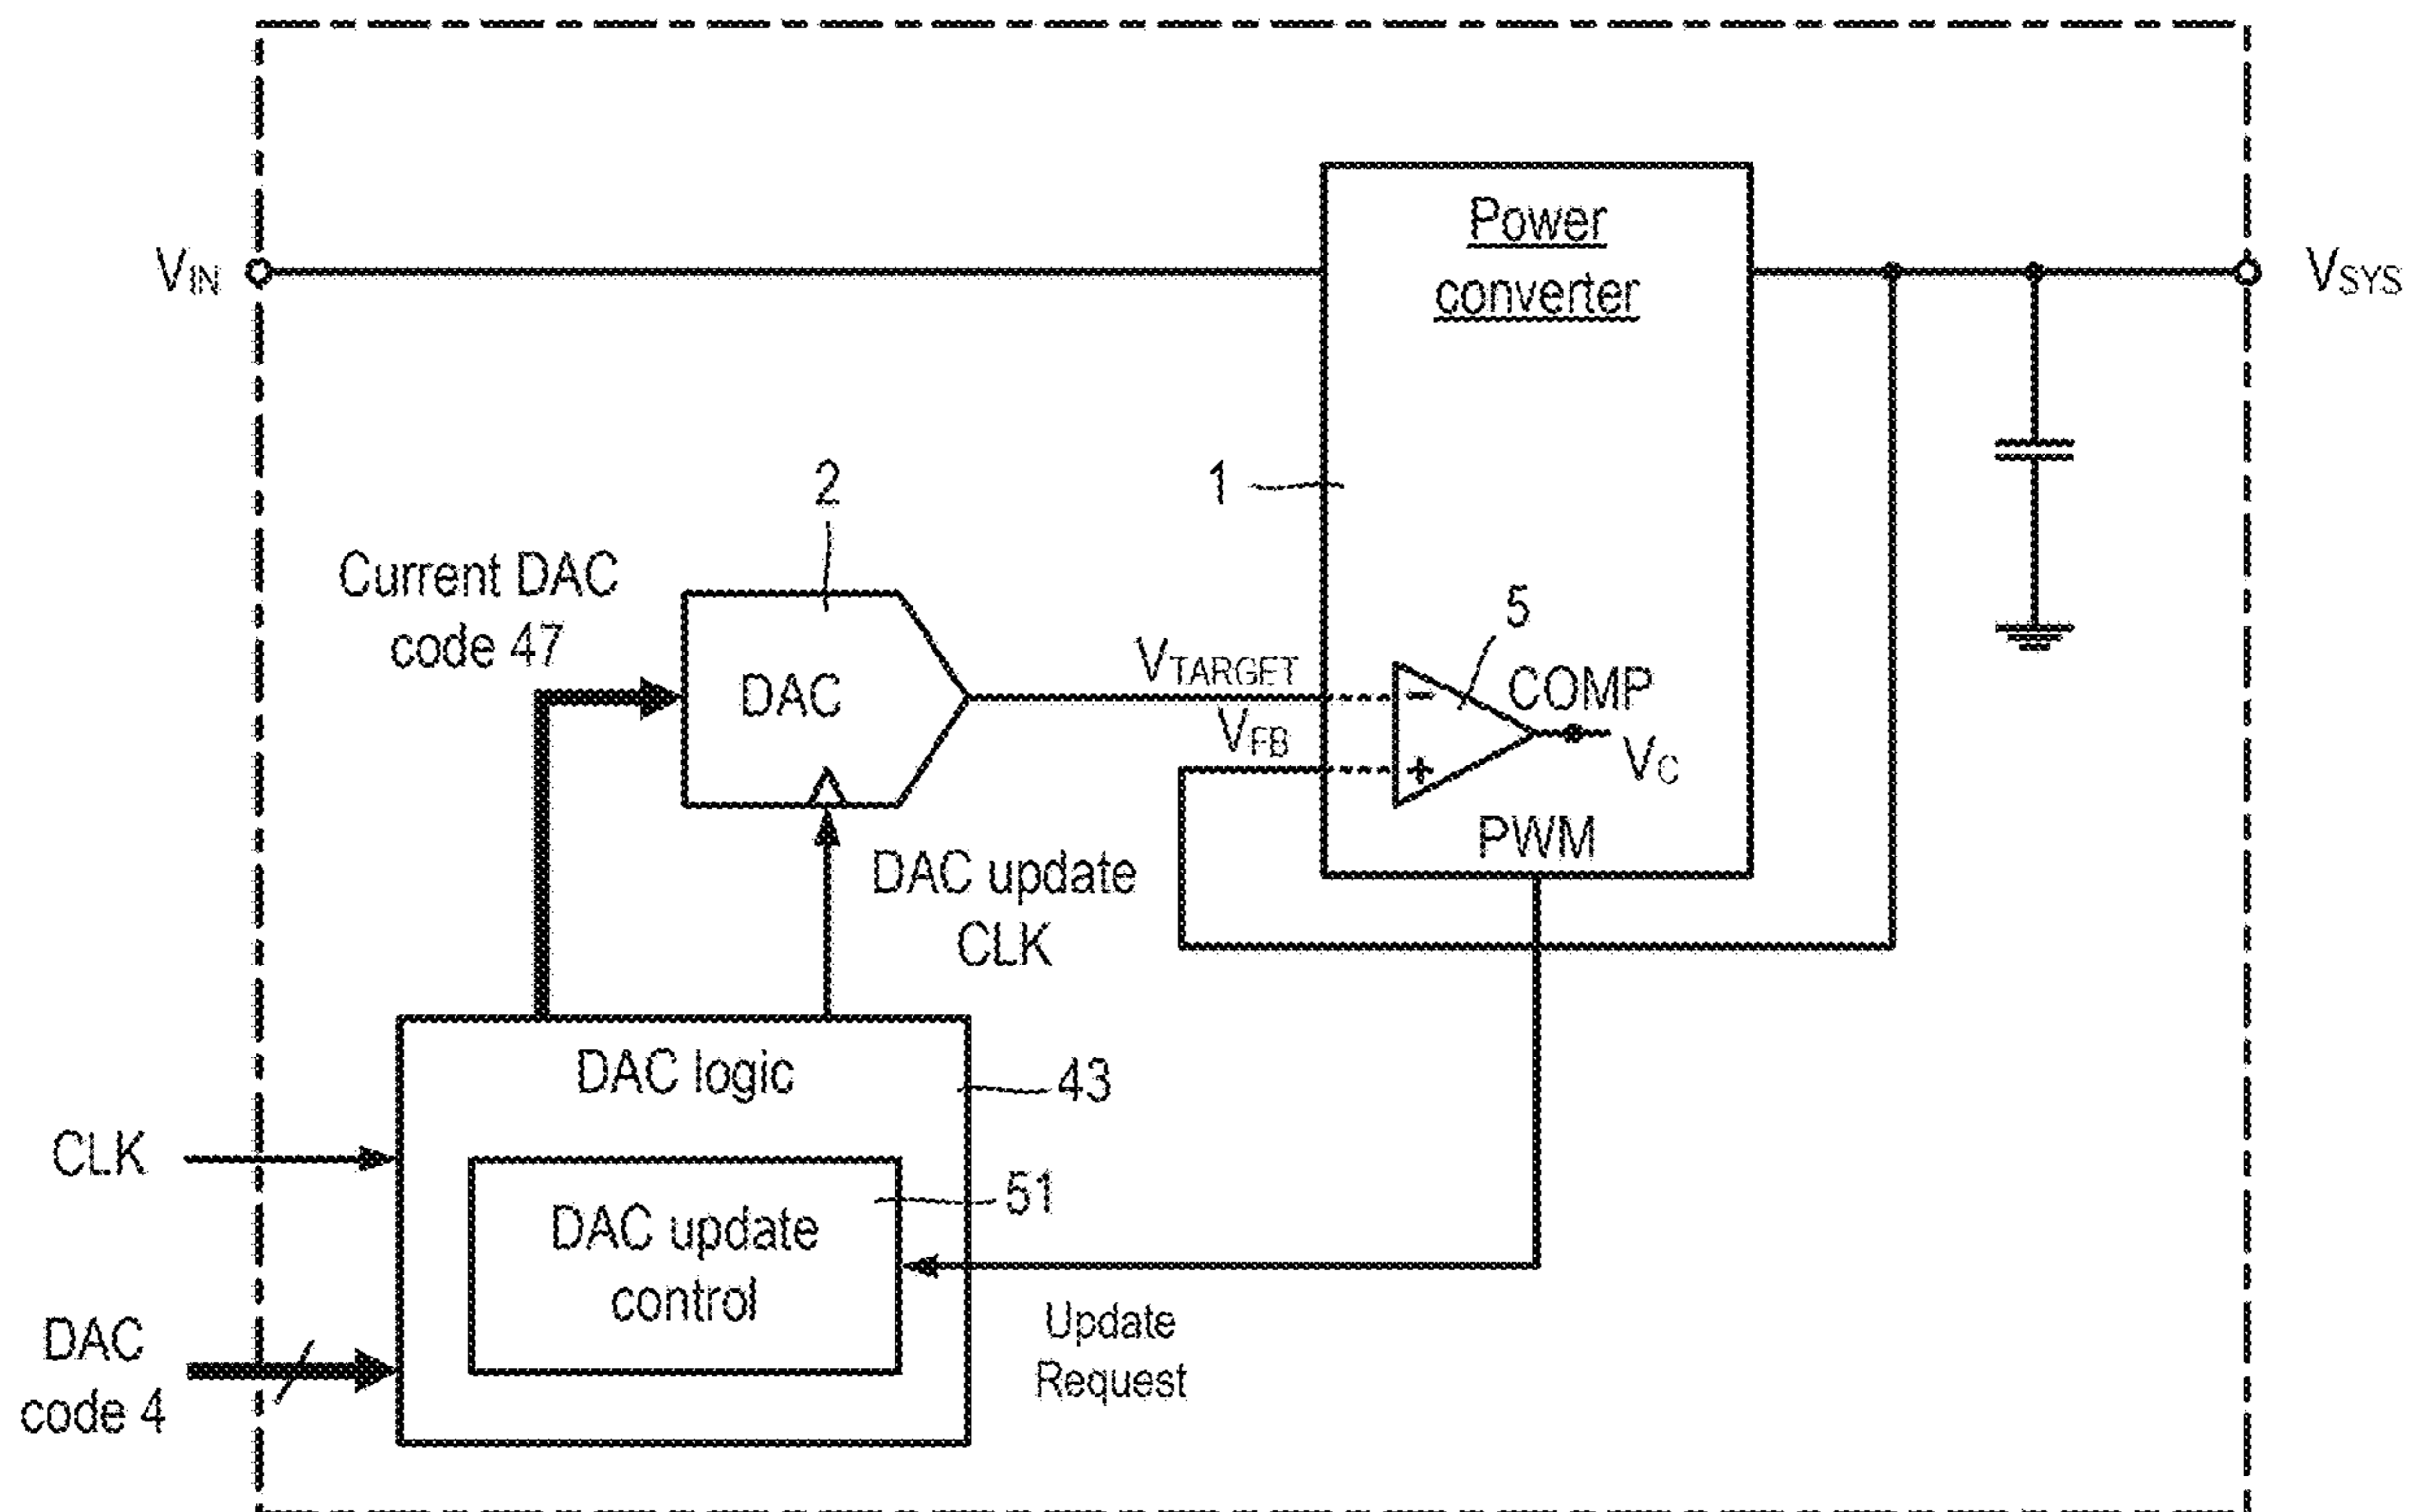 Power
converter
VIN
VSYS
2
1
Current DAC
code 47
5
DAC
VTARGET
COMP
−
VFB
VC
+
PWM
DAC update
CLK
DAC logic
43
CLK
51
DAC update
control
Update
Request
DAC
code 4